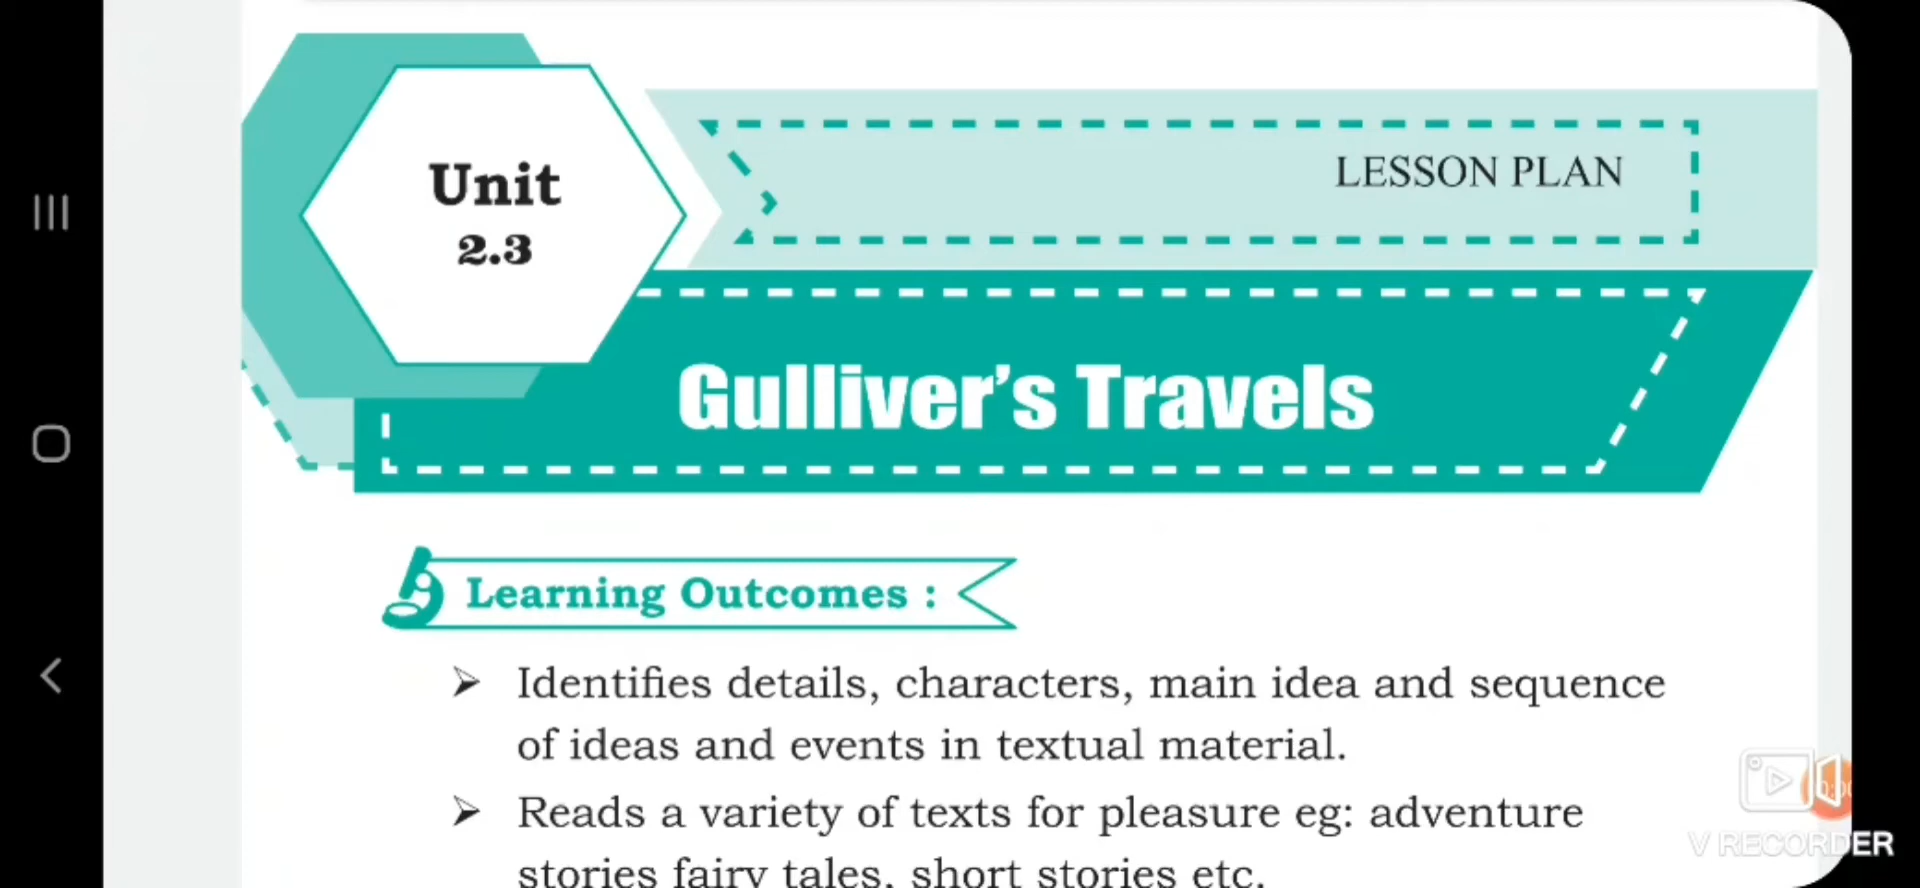 Unit
2.3
LESSON PLAN
Gulliver's Travels
Learning Outcomes :
➢ Identifies details, characters, main idea and sequence
of ideas and events in textual material.
➢ Reads a variety of texts for pleasure eg: adventure
stories fairy tales, short stories etc.
V RECORDER